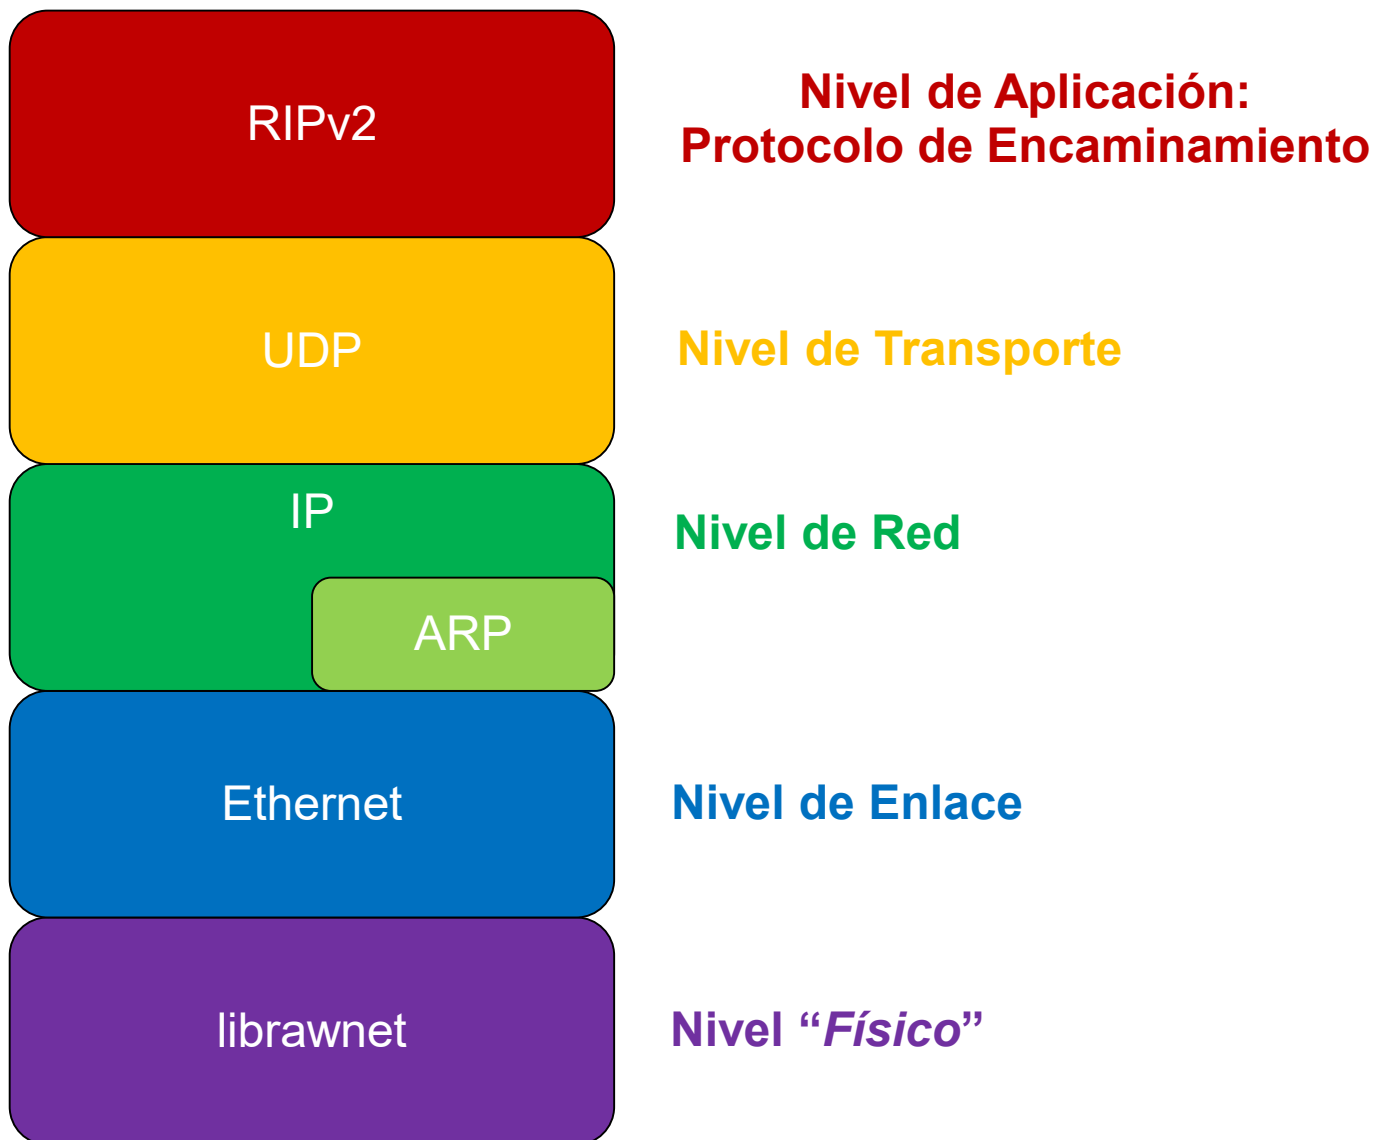 RIPv2
Nivel de Aplicación:
Protocolo de Encaminamiento
UDP
Nivel de Transporte
IP
Nivel de Red
ARP
Ethernet
Nivel de Enlace
librawnet
Nivel “Físico”